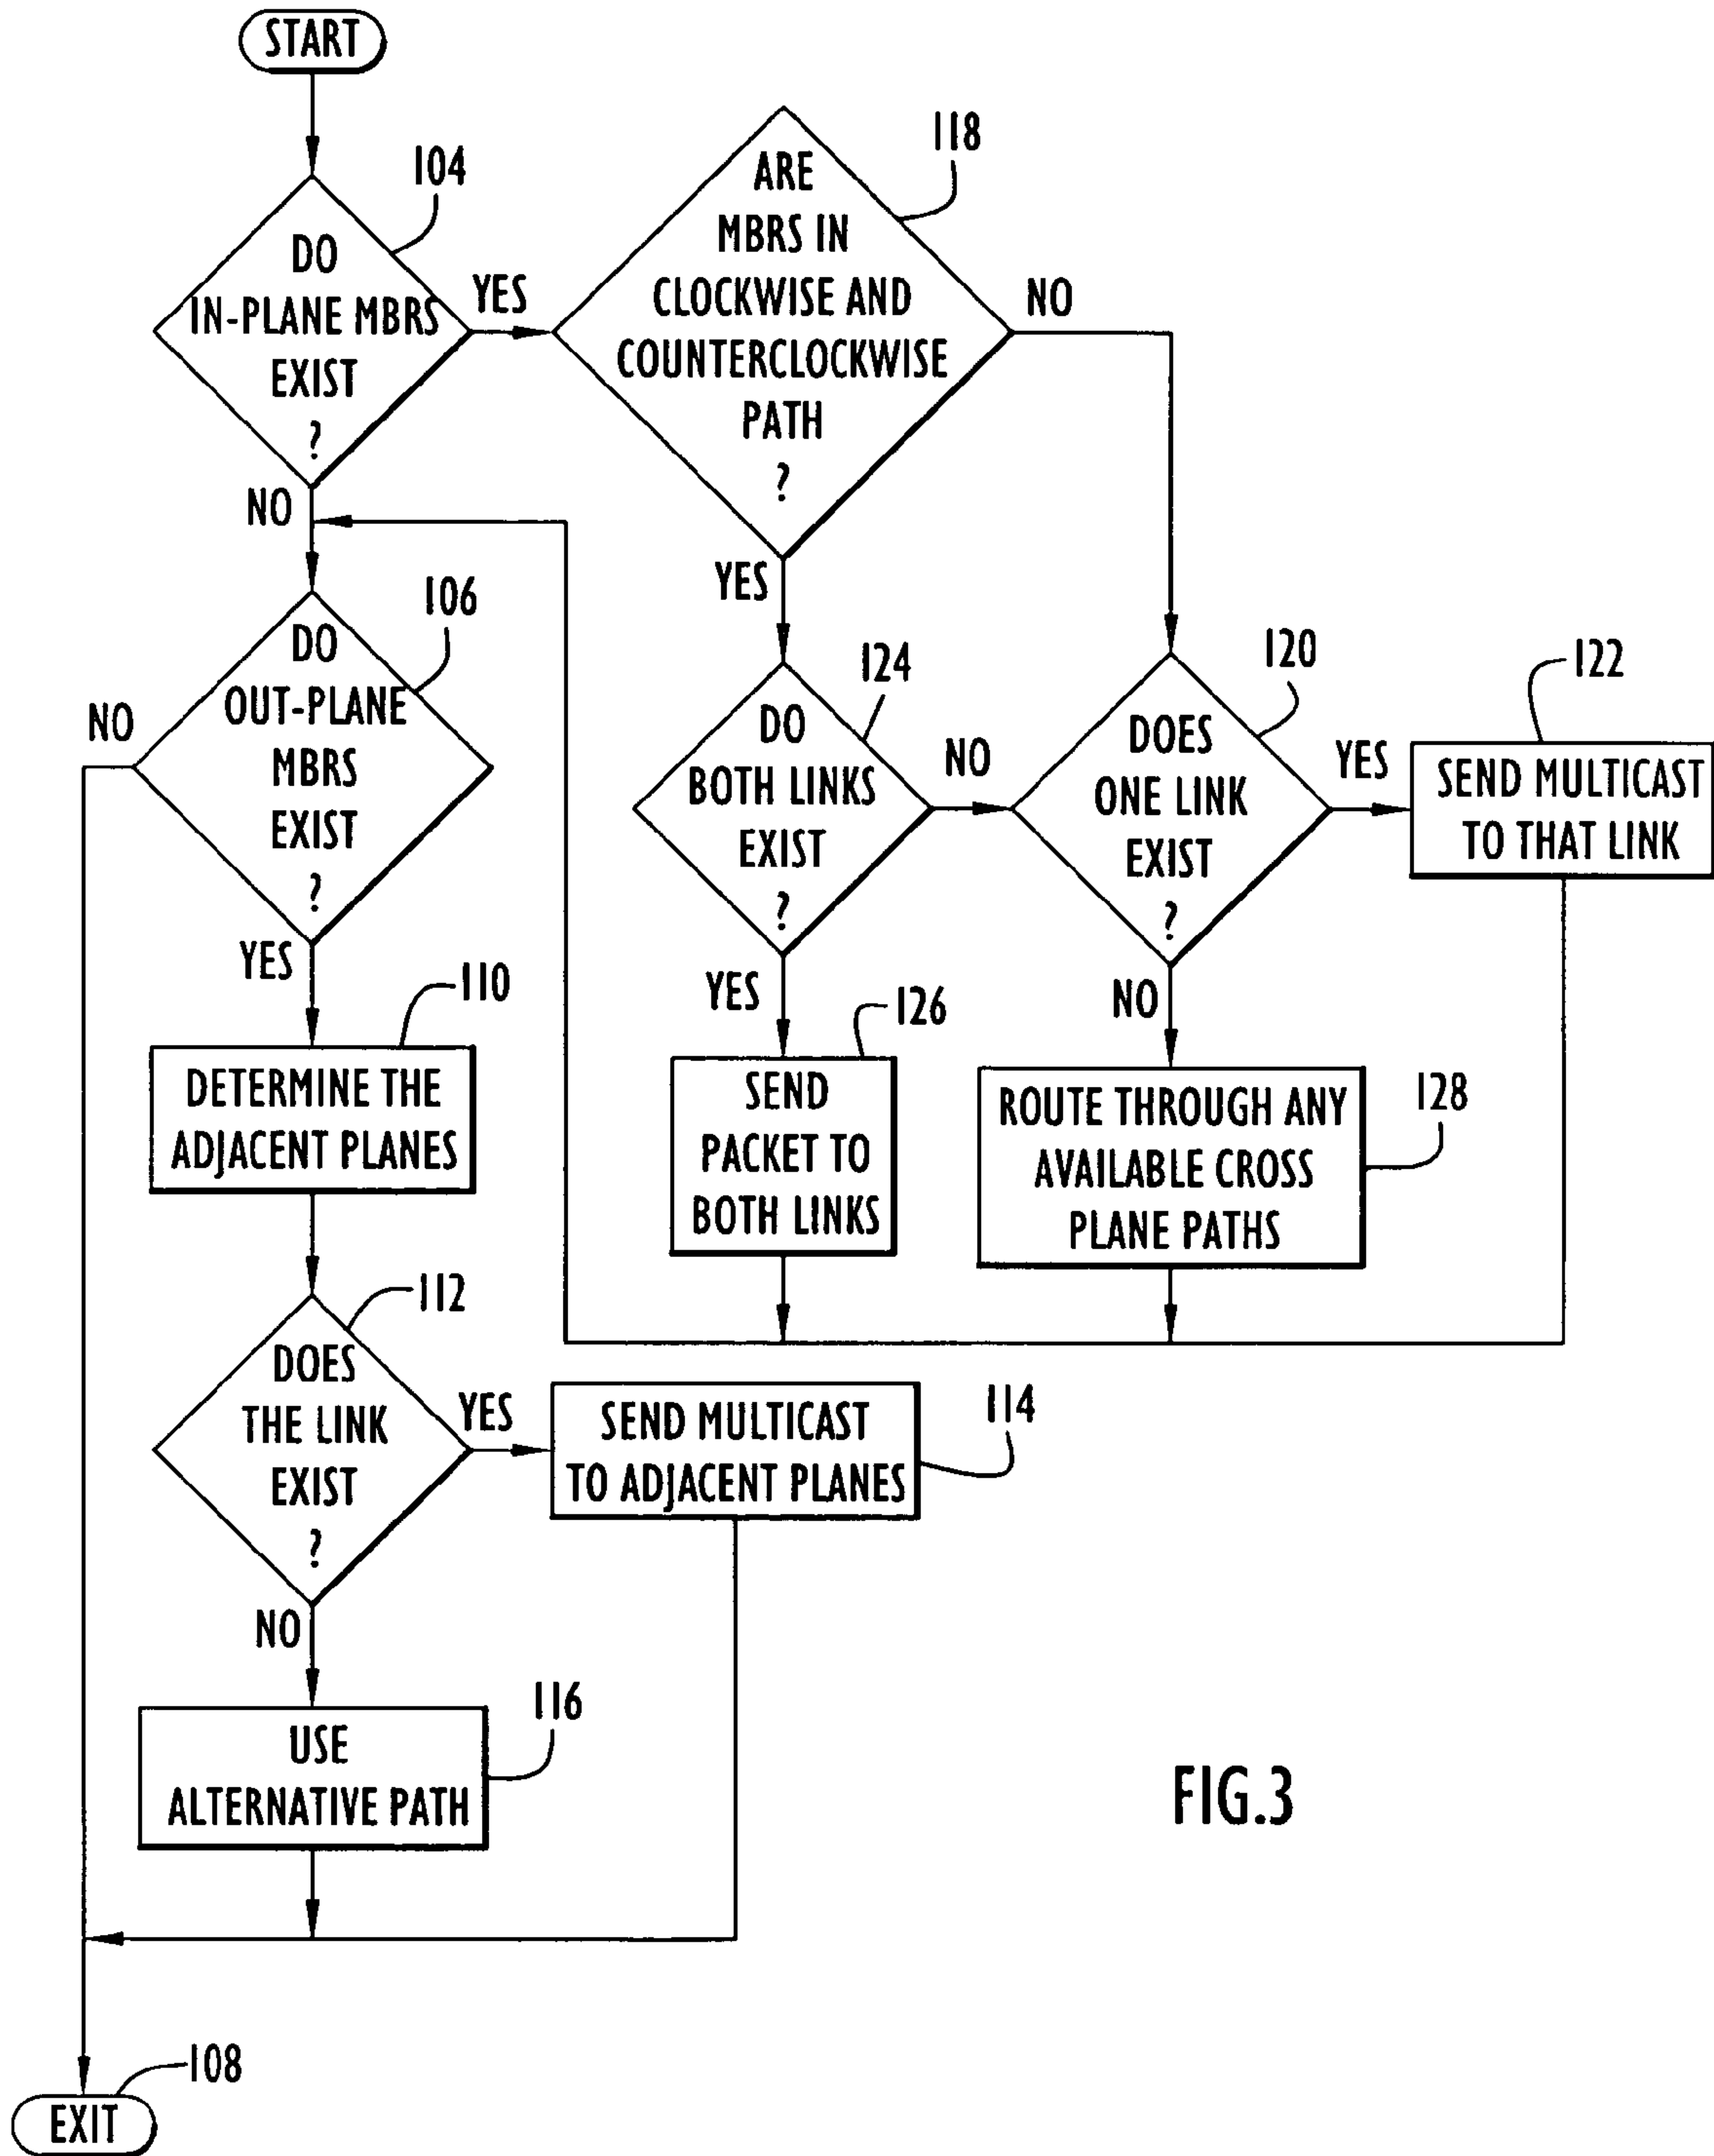 START
104
DO
IN-PLANE MBRS
EXIST
?
YES
NO
118
ARE
MBRS IN
CLOCKWISE AND
COUNTERCLOCKWISE
PATH
?
NO
YES
106
DO
OUT-PLANE
MBRS
EXIST
?
NO
YES
124
DO
BOTH LINKS
EXIST
?
NO
YES
120
DOES
ONE LINK
EXIST
?
YES
NO
122
SEND MULTICAST
TO THAT LINK
110
DETERMINE THE
ADJACENT PLANES
126
SEND
PACKET TO
BOTH LINKS
128
ROUTE THROUGH ANY
AVAILABLE CROSS
PLANE PATHS
112
DOES
THE LINK
EXIST
?
YES
NO
114
SEND MULTICAST
TO ADJACENT PLANES
116
USE
ALTERNATIVE PATH
108
EXIT
FIG.3